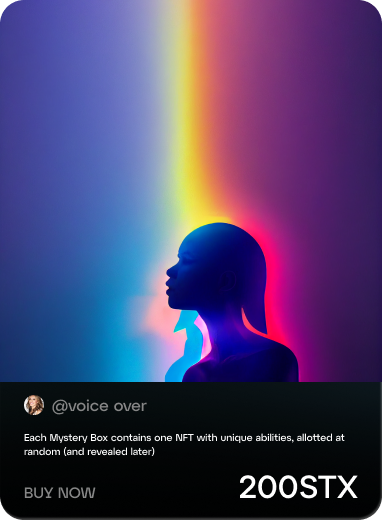 @voice over
Each Mystery Box contains one NFT with unique abilities, allotted at
random (and revealed later)
BUY NOW
200STX